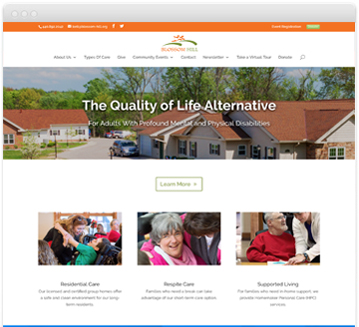 About Us Types Of Care Give Community Events Contact Newsletter Take a Virtual Tour Donate
The Quality of Life Alternative
For Adults With Profound Mental and Physical Disabilities
Learn More >
Residential Care Respite Care Supported Living
Our licensed and certified group homes offer
a safe and clean environment for our long-
term residents.
Families who need a break can take
advantage of our short-term care option.
For families who need in-home support, we
provide Homemaker Personal Care (HPC)
services.